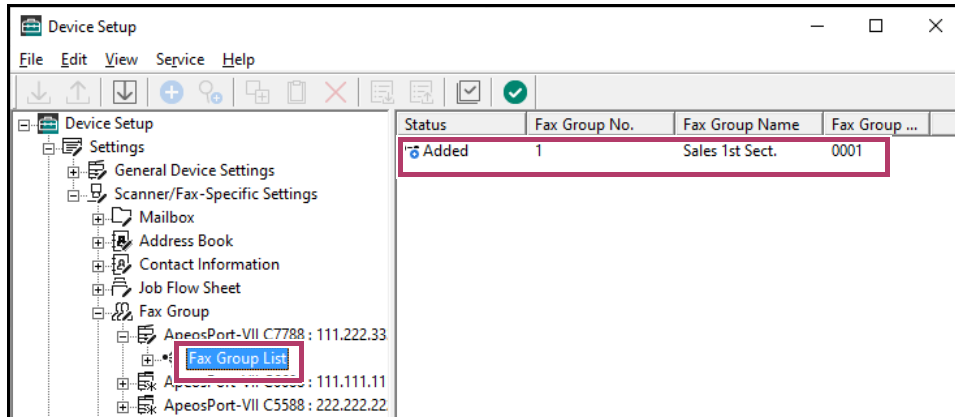 Device Setup
File Edit View Service Help
Device Setup
Settings
General Device Settings
Scanner/Fax-Specific Settings
Mailbox
Address Book
Contact Information
Job Flow Sheet
Fax Group
ApeosPort-VII C7788 : 111.222.33
Fax Group List
: 111.111.11
ApeosPort-VII C5588 : 222.222.22
Status Fax Group No. Fax Group Name Fax Group ...
Added 1 Sales 1st Sect. 0001